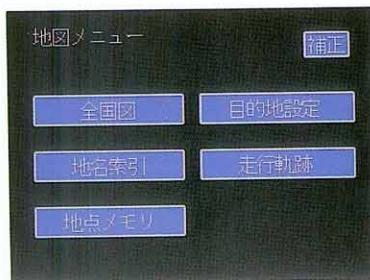 地図メニュー
補正
全国図
目的地設定
地名索引
走行軌跡
地点メモリ